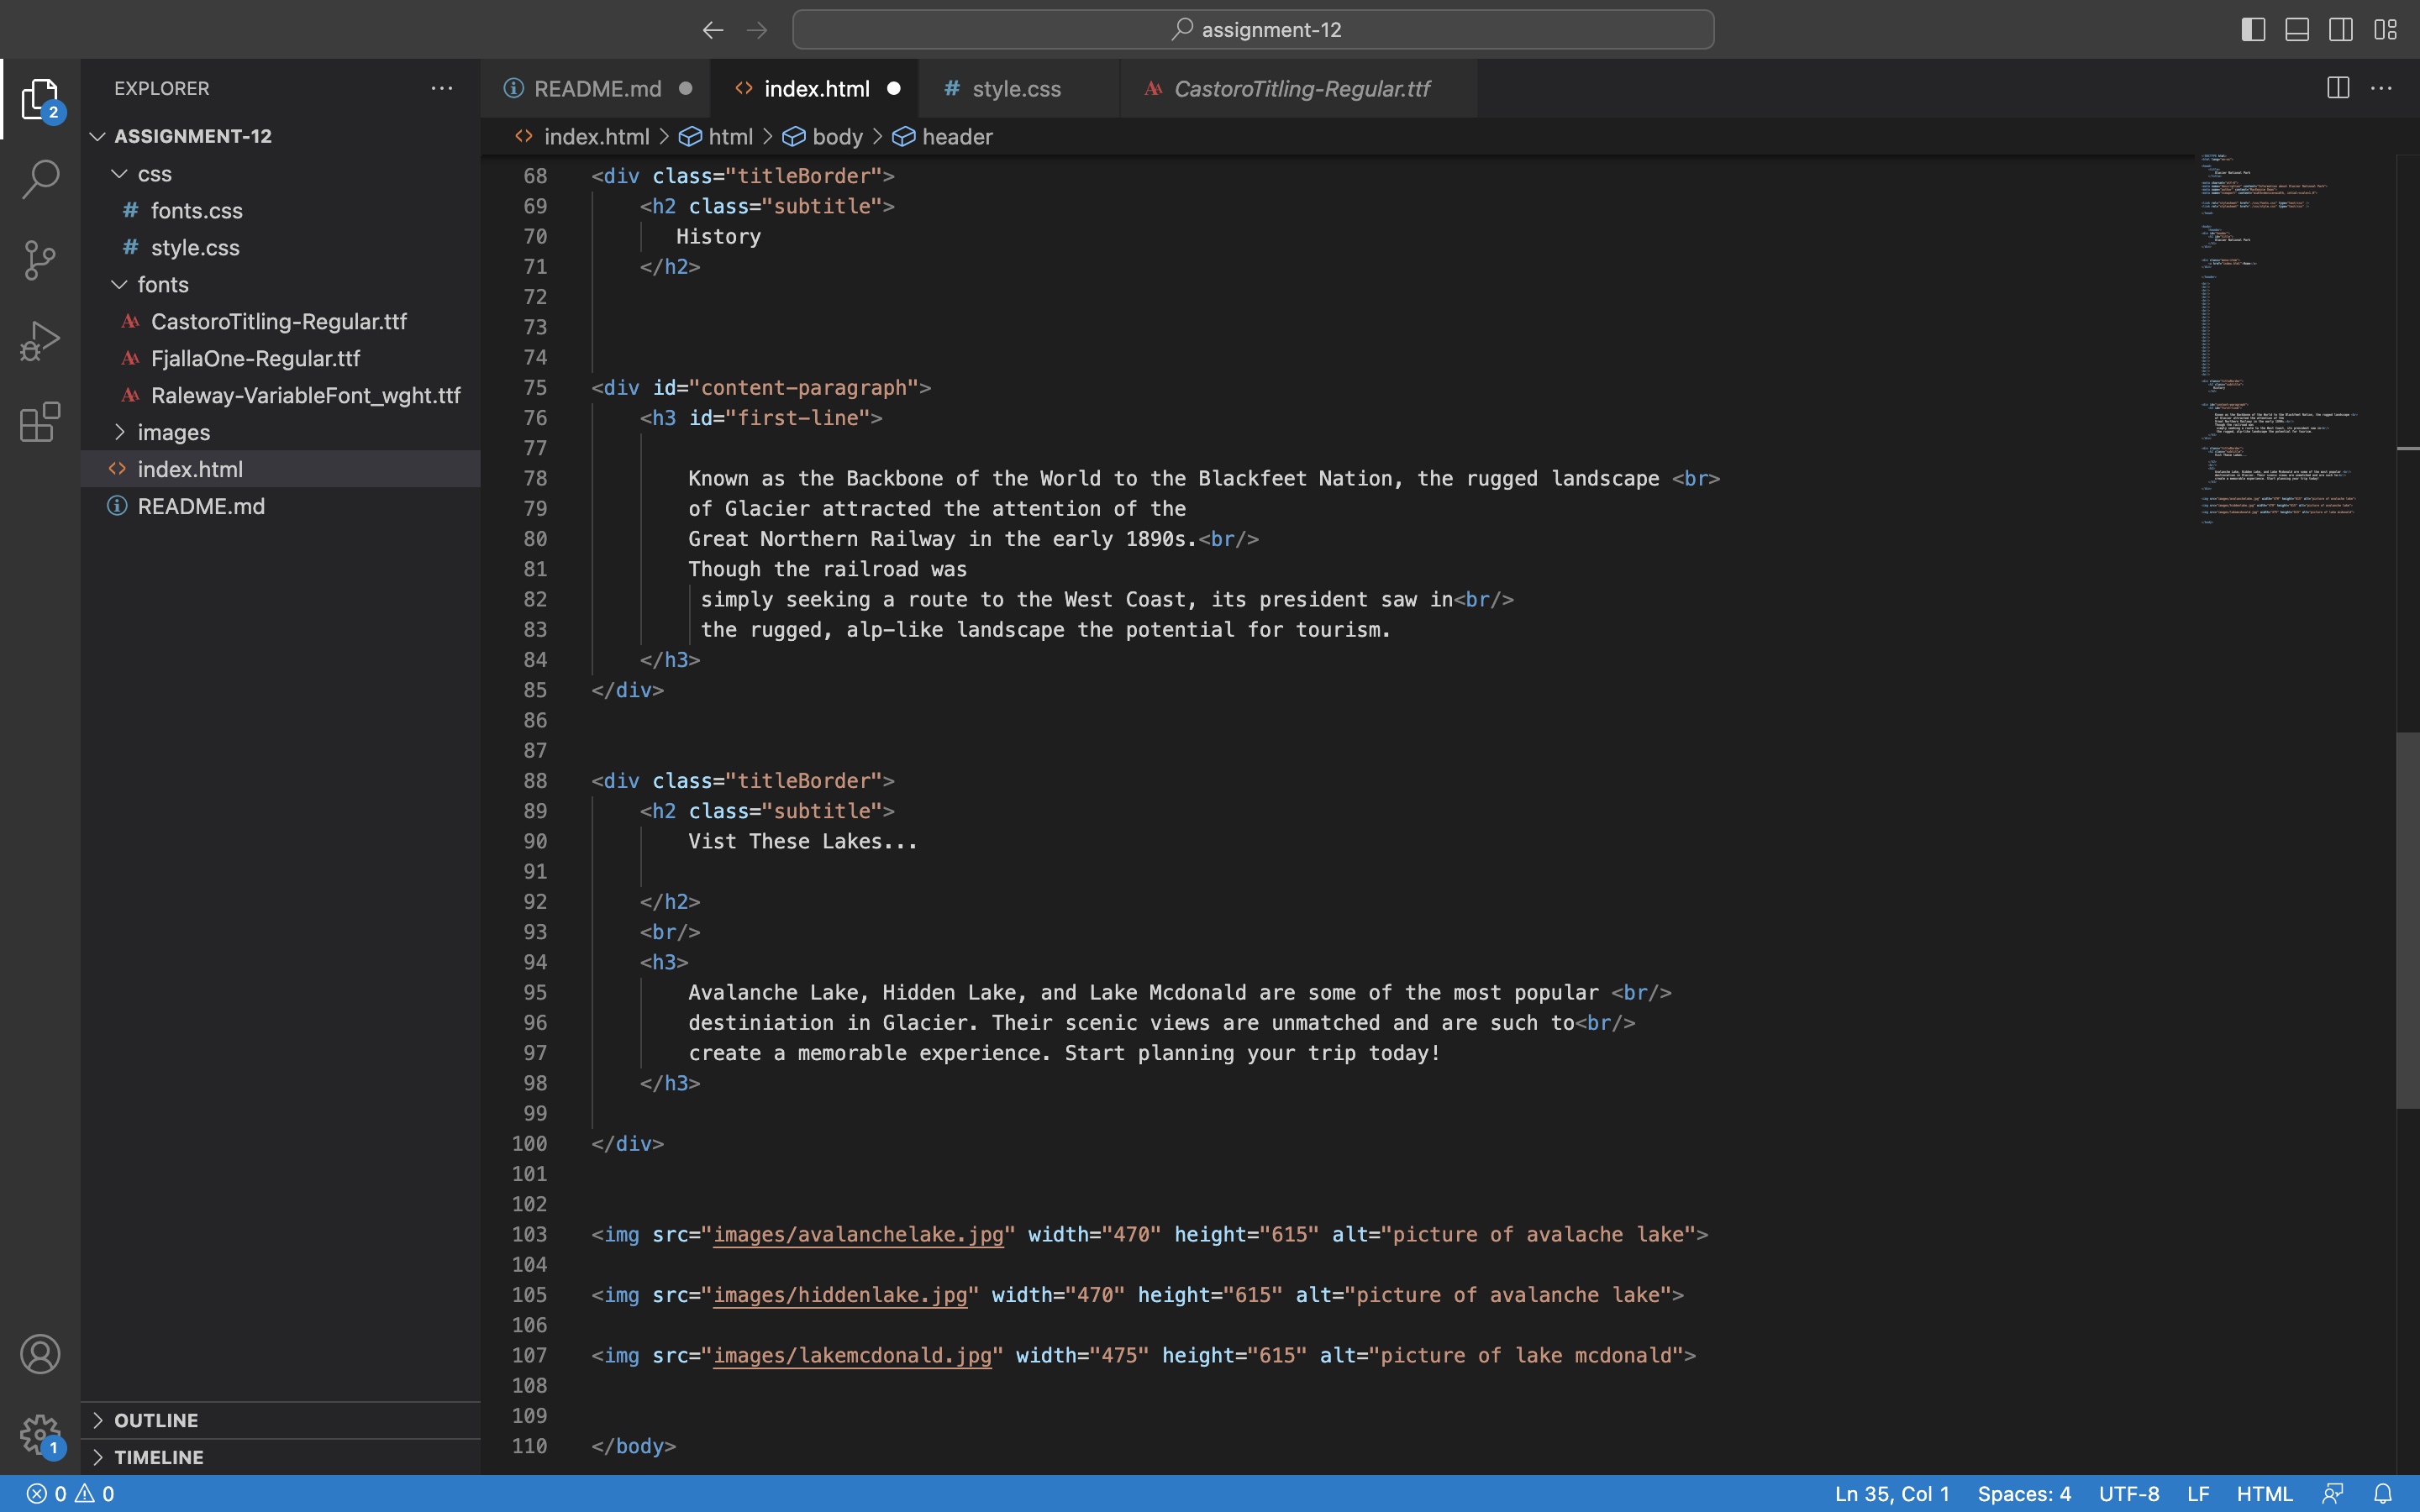 assignment-12
EXPLORER
README.md
index.html
style.css
CastoroTitling-Regular.ttf
2
ASSIGNMENT-12
index.html > html > body > header
css
fonts.css
style.css
fonts
CastoroTitling-Regular.ttf
FjallaOne-Regular.ttf
Raleway-VariableFont_wght.ttf
images
index.html
README.md
68 <div class="titleBorder">
69 <h2 class="subtitle">
70 History
71 </h2>
72
73
74
75 <div id="content-paragraph">
76 <h3 id="first-line">
77
78 Known as the Backbone of the World to the Blackfeet Nation, the rugged landscape <br>
79 of Glacier attracted the attention of the
80 Great Northern Railway in the early 1890s.<br/>
81 Though the railroad was
82 simply seeking a route to the West Coast, its president saw in<br/>
83 the rugged, alp-like landscape the potential for tourism.
84 </h3>
85 </div>
86
87
88 <div class="titleBorder">
89 <h2 class="subtitle">
90 Vist These Lakes...
91
92 </h2>
93 <br/>
94 <h3>
95 Avalanche Lake, Hidden Lake, and Lake Mcdonald are some of the most popular <br/>
96 destiniation in Glacier. Their scenic views are unmatched and are such to<br/>
97 create a memorable experience. Start planning your trip today!
98 </h3>
99
100 </div>
101
102
103 <img src="images/avalanchelake.jpg" width="470" height="615" alt="picture of avalache lake">
104
105 <img src="images/hiddenlake.jpg" width="470" height="615" alt="picture of avalanche lake">
106
107 <img src="images/lakemcdonald.jpg" width="475" height="615" alt="picture of lake mcdonald">
108
109
110 </body>
OUTLINE
1
TIMELINE
0 0
Ln 35, Col 1 Spaces: 4 UTF-8 LF HTML